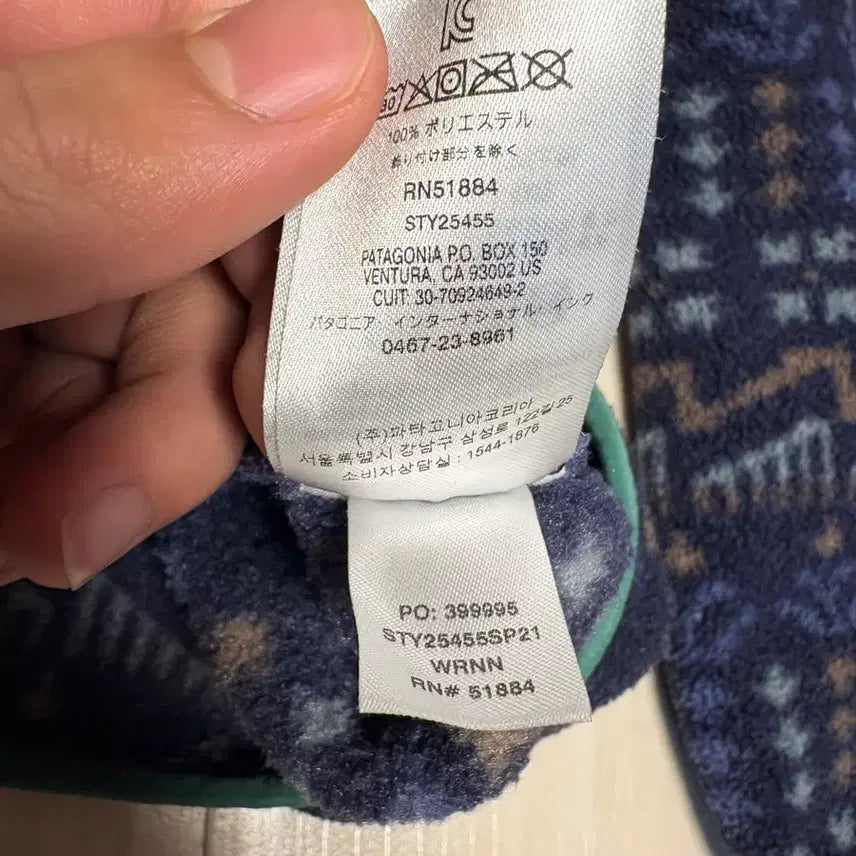 30
100% ポリエステル
飾り付け部分を除く
RN51884
STY25455
PATAGONIA P.O. BOX 150
VENTURA, CA 93002 US
CUIT: 30-70924649-2
パタゴニア インターナショナル・インク
0467-23-8961
(주)파타고니아코리아
서울특별시 강남구 삼성로 122길 25
소비자상담실 : 1544-1876
PO: 399995
STY25455SP21
WRNN
RN# 51884